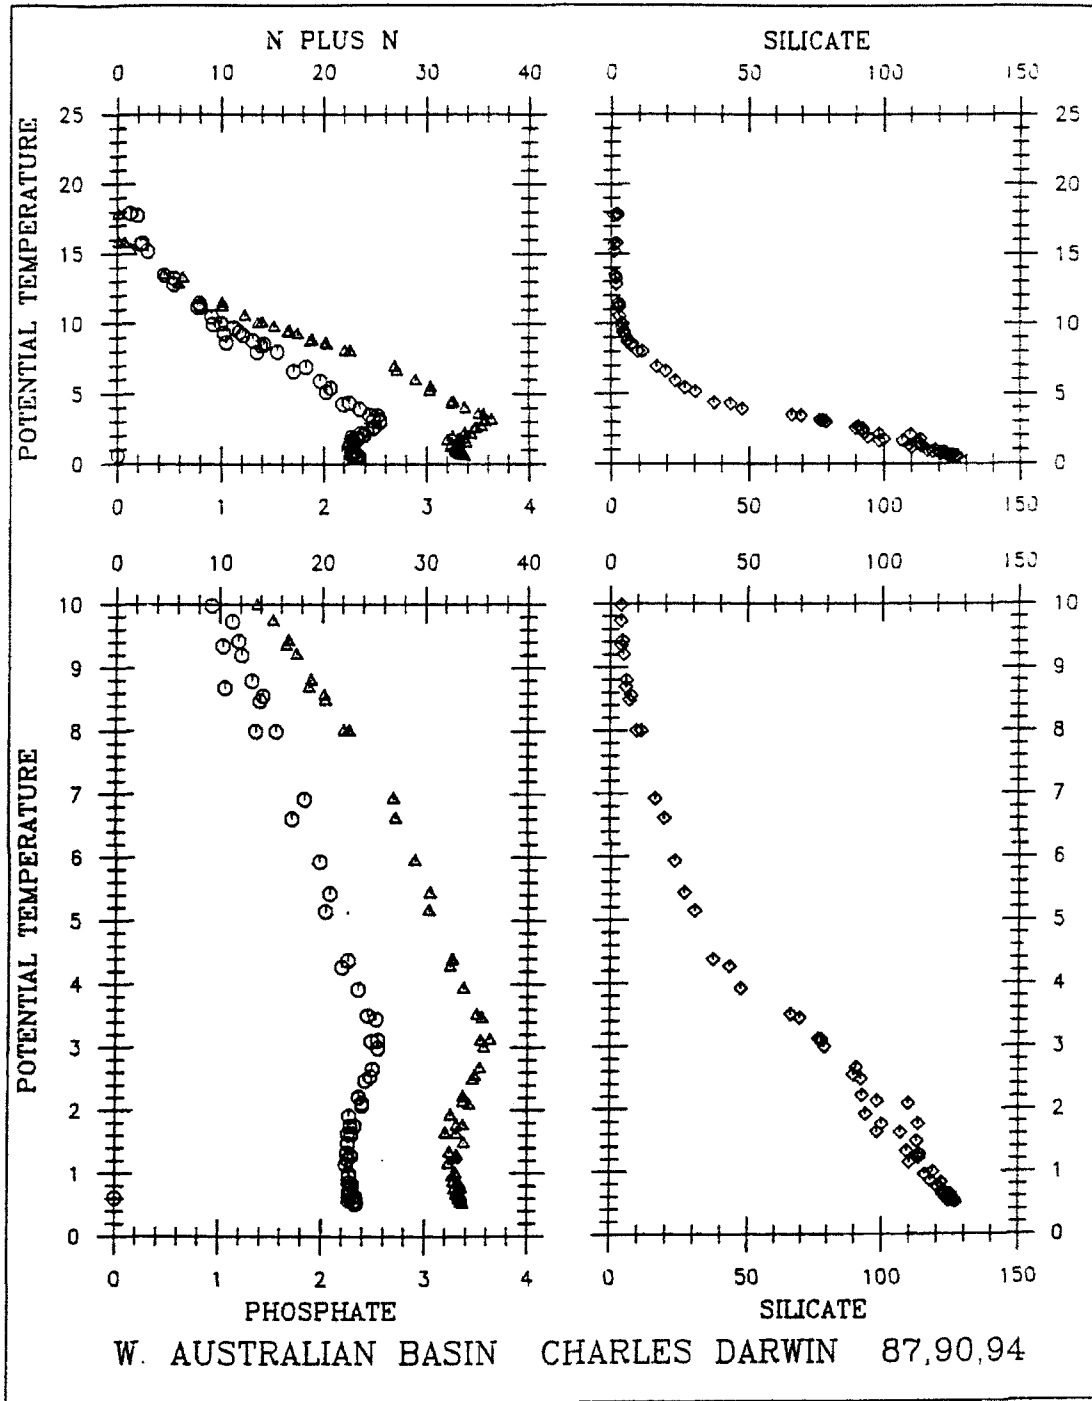 N PLUS N SILICATE
0 10 20 30 40 0 50 100 150
POTENTIAL TEMPERATURE
25 25
20 20
15 15
10 10
5 5
0 0
0 1 2 3 4 0 50 100 150
0 10 20 30 40 0 50 100 150
POTENTIAL TEMPERATURE
10 10
9 9
8 8
7 7
6 6
5 5
4 4
3 3
2 2
1 1
0 0
0 1 2 3 4 0 50 100 150
PHOSPHATE SILICATE
W. AUSTRALIAN BASIN CHARLES DARWIN 87,90,94